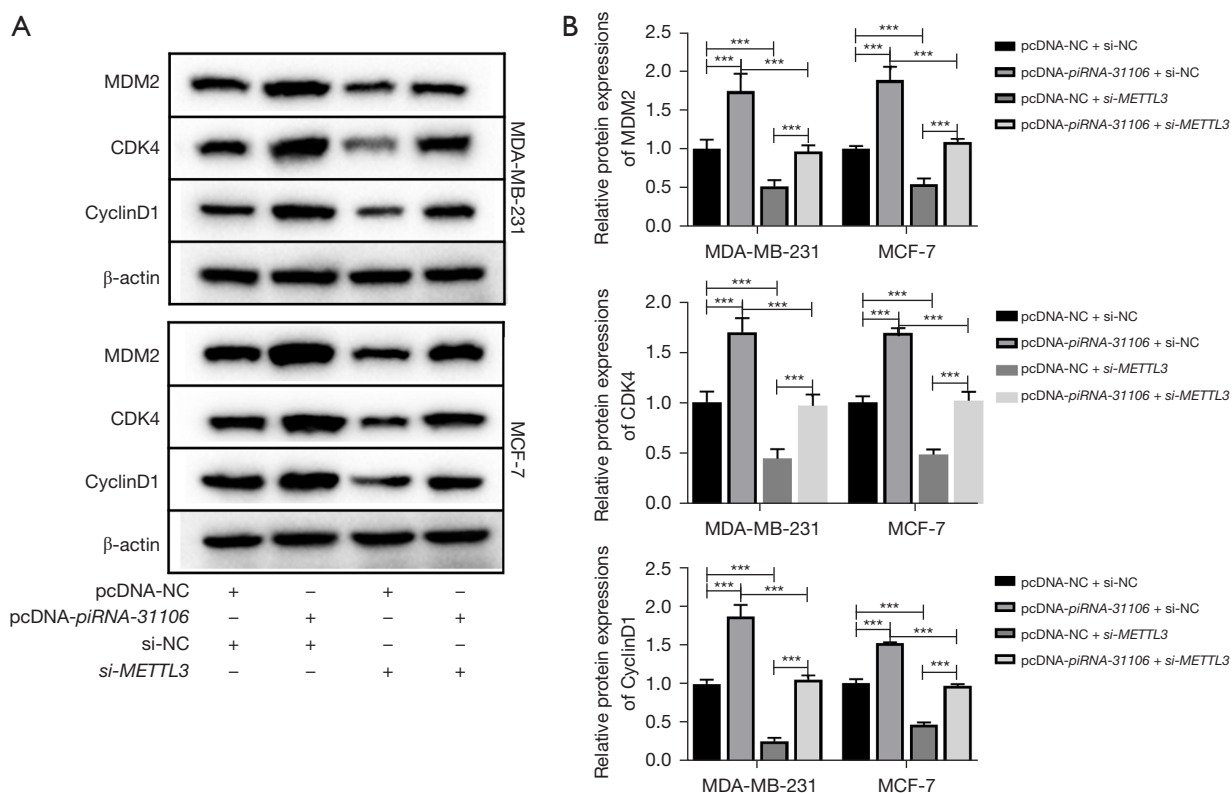 A
MDM2
CDK4
CyclinD1
β-actin
MDA-MB-231
MDM2
CDK4
CyclinD1
β-actin
MCF-7
pcDNA-NC + – + –
pcDNA-piRNA-31106 – + – +
si-NC + + – –
si-METTL3 – – + +
B
Relative protein expressions
of MDM2
2.5
2.0
1.5
1.0
0.5
0.0
*** ***
*** *** *** ***
*** ***
MDA-MB-231 MCF-7
pcDNA-NC + si-NC
pcDNA-piRNA-31106 + si-NC
pcDNA-NC + si-METTL3
pcDNA-piRNA-31106 + si-METTL3
Relative protein expressions
of CDK4
2.0
1.5
1.0
0.5
0.0
*** ***
*** *** *** ***
*** ***
MDA-MB-231 MCF-7
pcDNA-NC + si-NC
pcDNA-piRNA-31106 + si-NC
pcDNA-NC + si-METTL3
pcDNA-piRNA-31106 + si-METTL3
Relative protein expressions
of CyclinD1
2.5
2.0
1.5
1.0
0.5
0.0
*** ***
*** *** *** ***
*** ***
MDA-MB-231 MCF-7
pcDNA-NC + si-NC
pcDNA-piRNA-31106 + si-NC
pcDNA-NC + si-METTL3
pcDNA-piRNA-31106 + si-METTL3